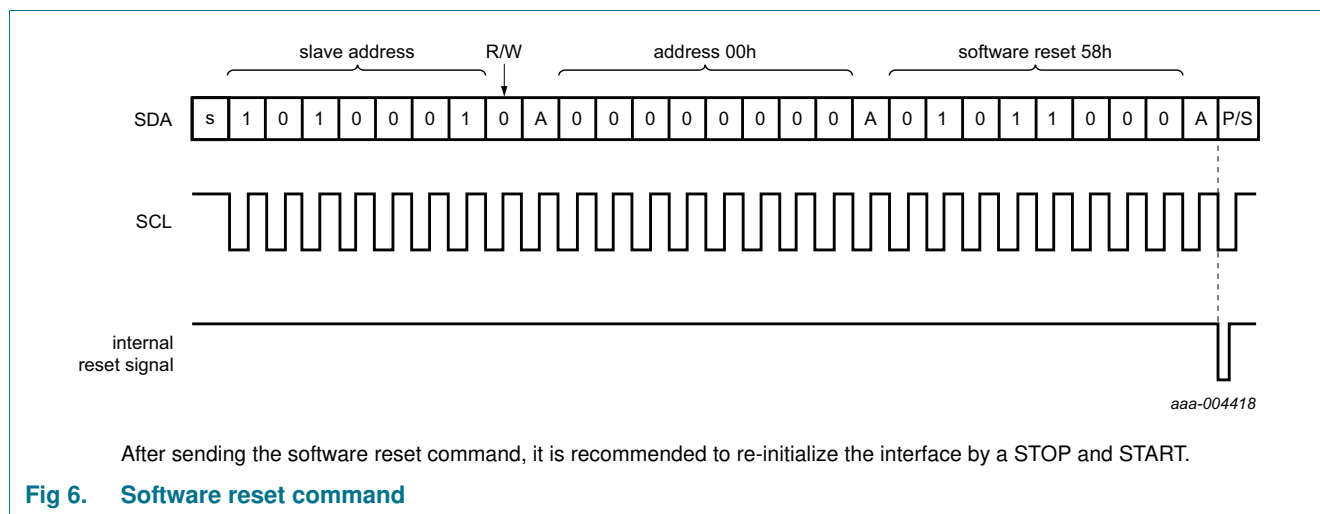 slave address R/W address 00h software reset 58h
SDA s 1 0 1 0 0 0 1 0 A 0 0 0 0 0 0 0 0 A 0 1 0 1 1 0 0 0 A P/S
SCL
internal
reset signal
aaa-004418
After sending the software reset command, it is recommended to re-initialize the interface by a STOP and START.
Fig 6. Software reset command